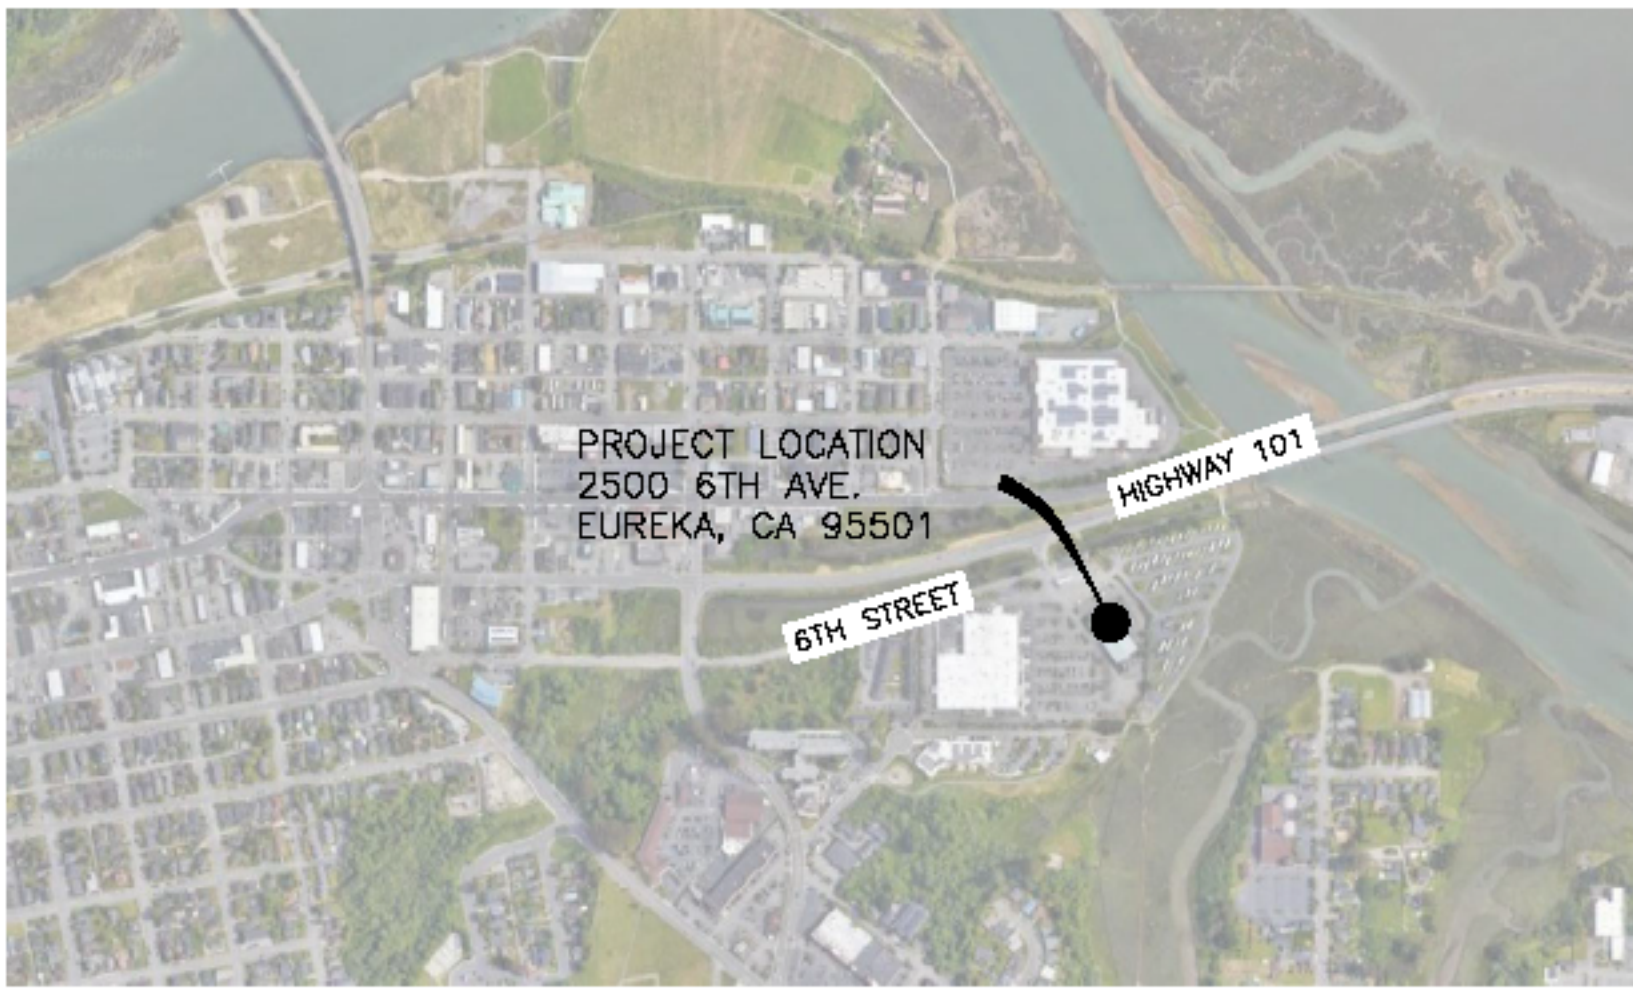 PROJECT LOCATION
2500 6TH AVE.
EUREKA, CA 95501
HIGHWAY 101
6TH STREET